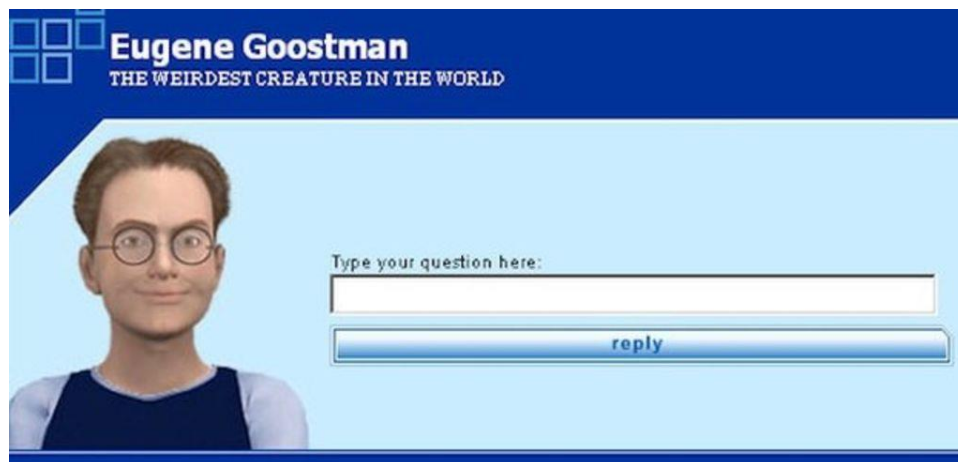 Eugene Goostman
THE WEIRDEST CREATURE IN THE WORLD
Type your question here:
reply